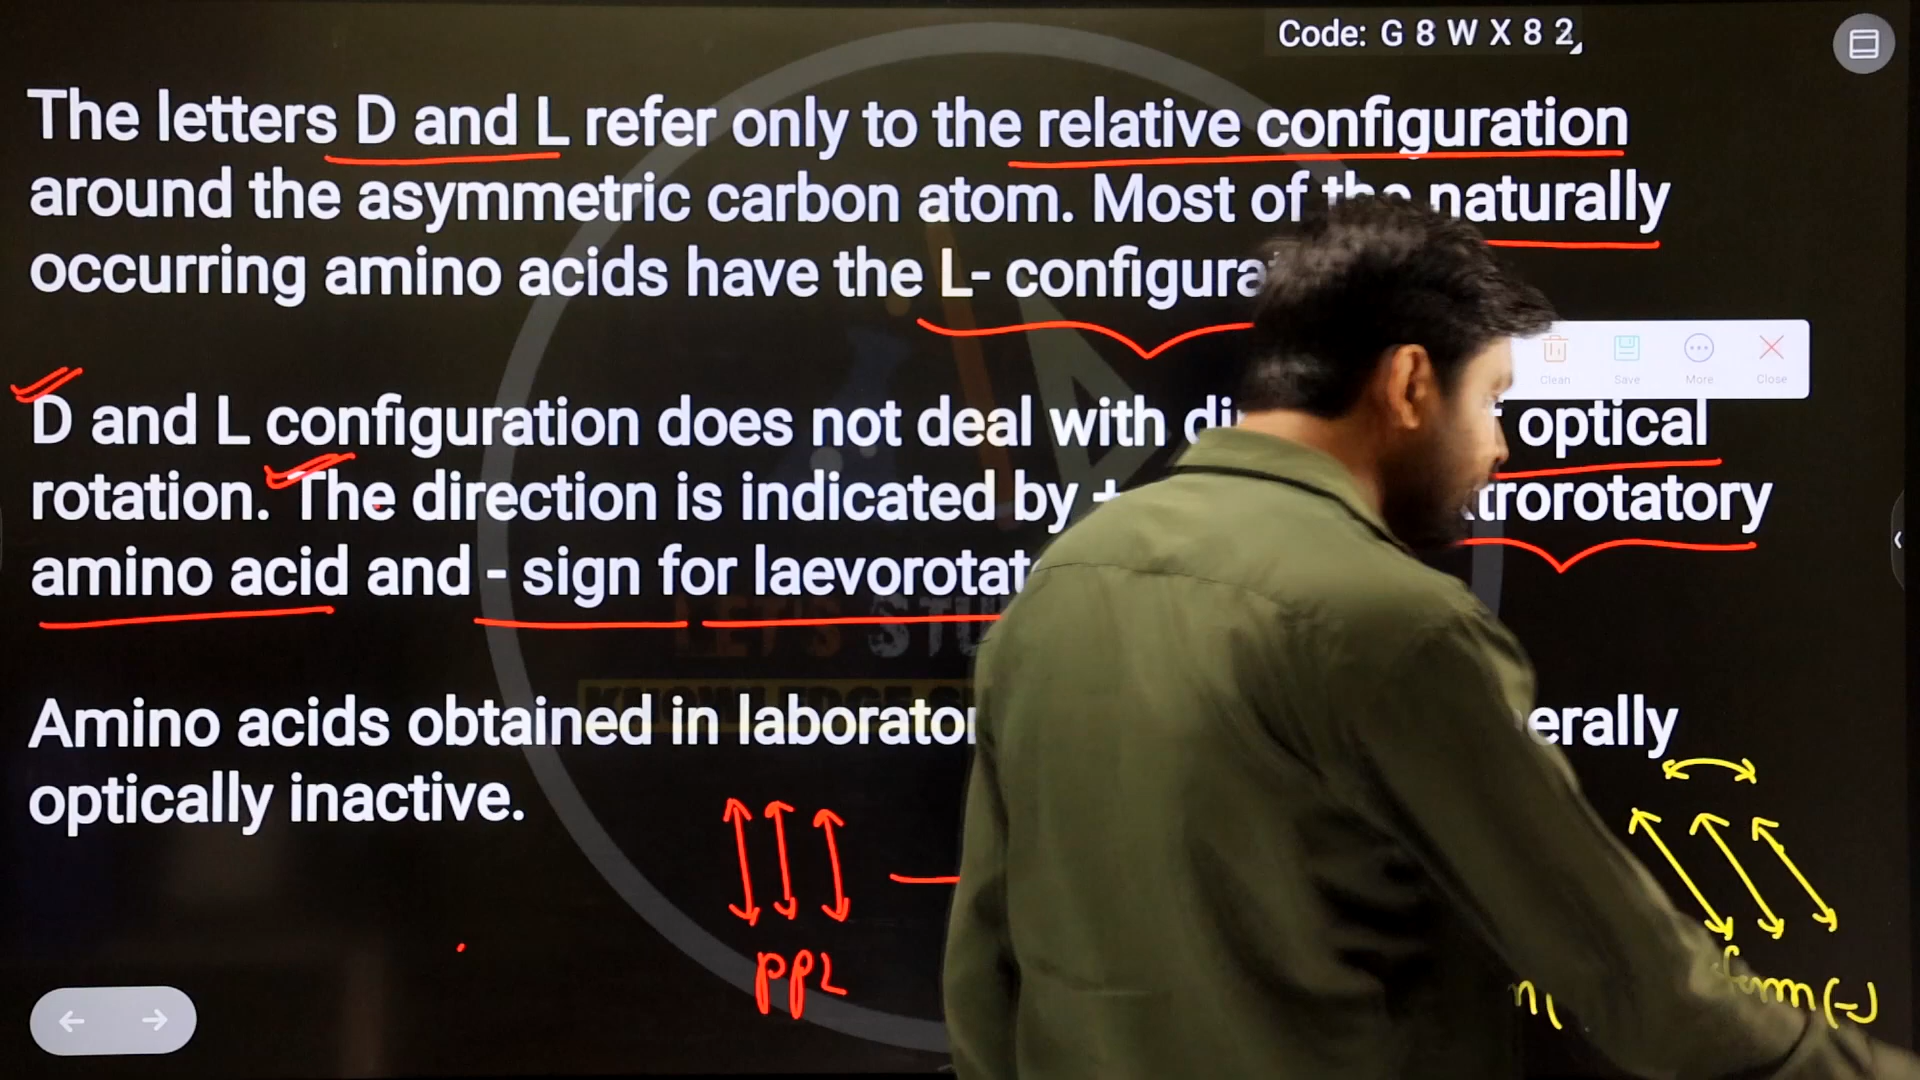 Code: G 8 W X 8 2
The letters D and L refer only to the relative configuration
around the asymmetric carbon atom. Most of the naturally
occurring amino acids have the L- configura
Clean Save More Close
D and L configuration does not deal with di optical
rotation. The direction is indicated by + trorotatory
amino acid and - sign for laevorotat
LET'S STU
Amino acids obtained in laborator erally
optically inactive.
PPL
(-)